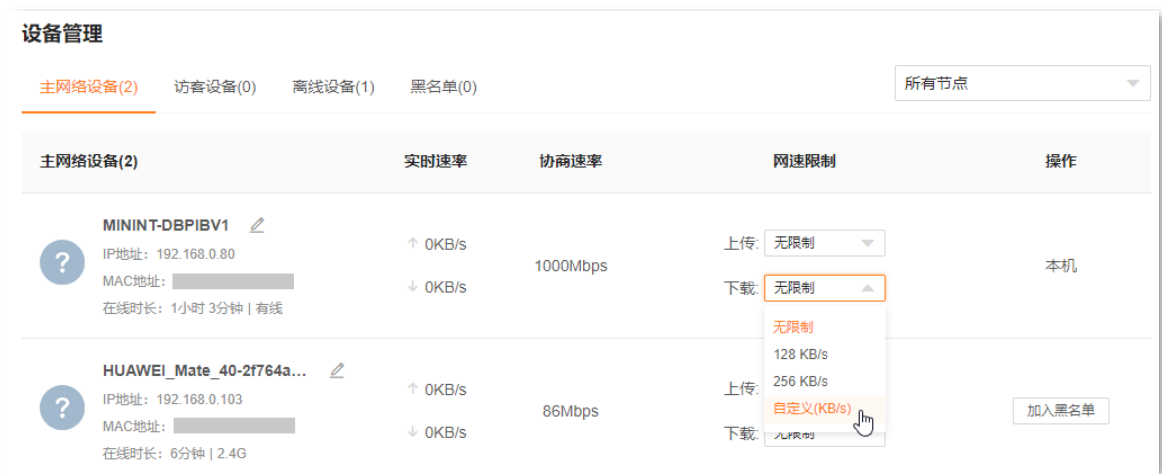 设备管理
主网络设备(2) 访客设备(0) 离线设备(1) 黑名单(0) 所有节点
主网络设备(2) 实时速率 协商速率 网速限制 操作
MININT-DBPIBV1
IP地址：192.168.0.80
MAC地址：
在线时长：1小时 3分钟 | 有线
↑ 0KB/s
↓ 0KB/s
1000Mbps
上传: 无限制
下载: 无限制
本机
无限制
128 KB/s
256 KB/s
自定义(KB/s)
HUAWEI_Mate_40-2f764a...
IP地址：192.168.0.103
MAC地址：
在线时长：6分钟 | 2.4G
↑ 0KB/s
↓ 0KB/s
86Mbps
上传:
下载: 无限制
加入黑名单